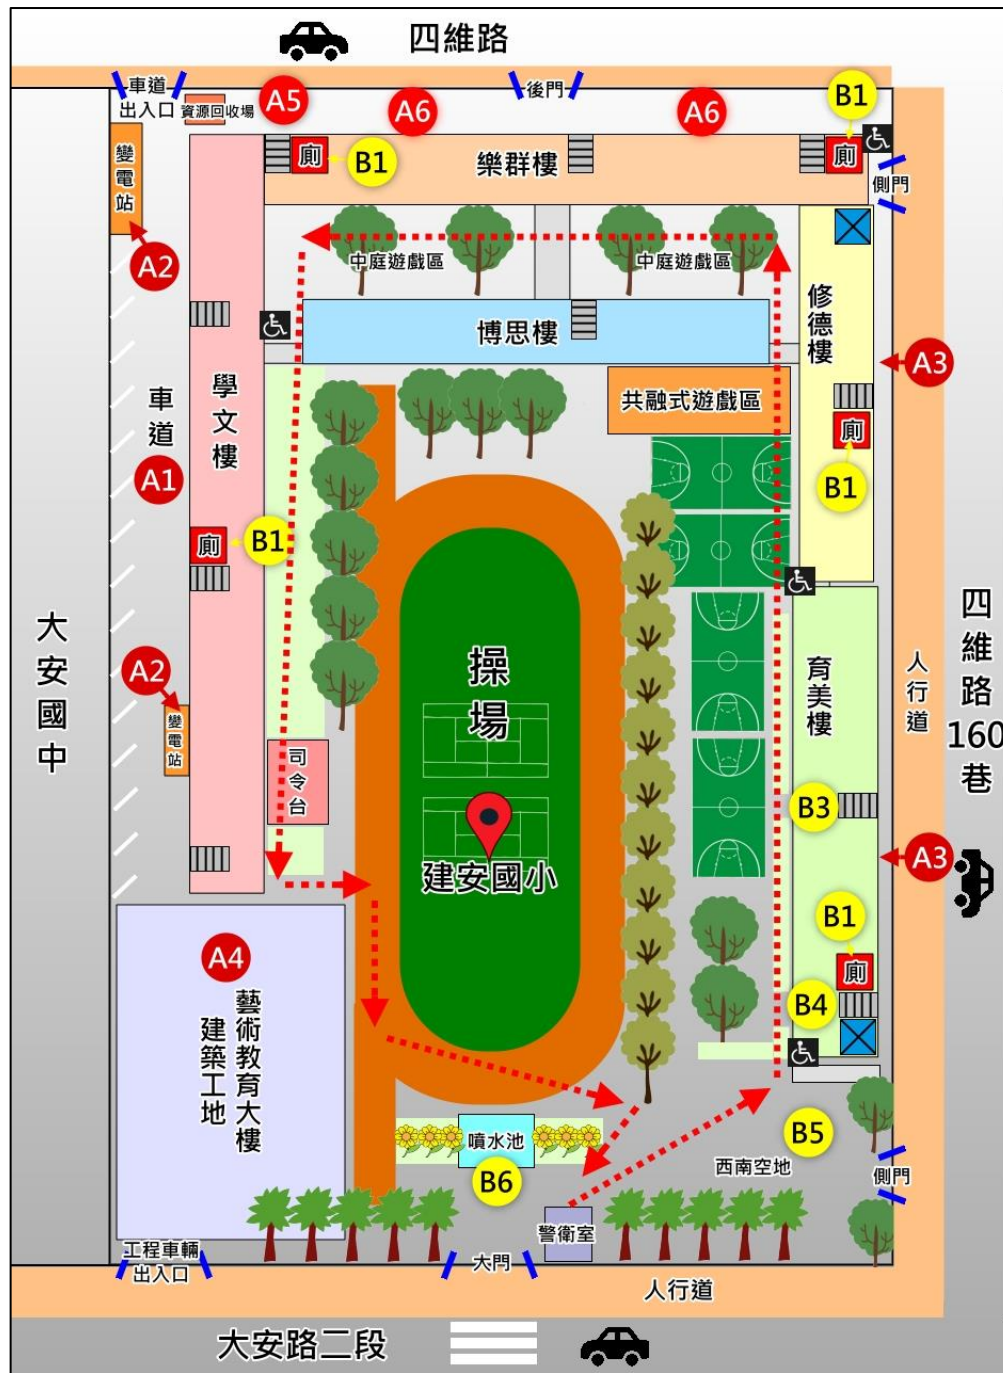 四維路
車道
出入口
資源回收場
A5
A6
後門
A6
B1
變電站
廁
B1
樂群樓
廁
側門
A2
中庭遊戲區
中庭遊戲區
修德樓
博思樓
A3
學文樓
共融式遊戲區
車道
A1
廁
B1
廁
B1
大安國中
操場
四維路160巷
人行道
育美樓
A2
變電站
司令台
B3
建安國小
A3
A4
B1
廁
藝術教育大樓
建築工地
B4
噴水池
B5
B6
西南空地
側門
警衛室
工程車輛
出入口
大門
人行道
大安路二段